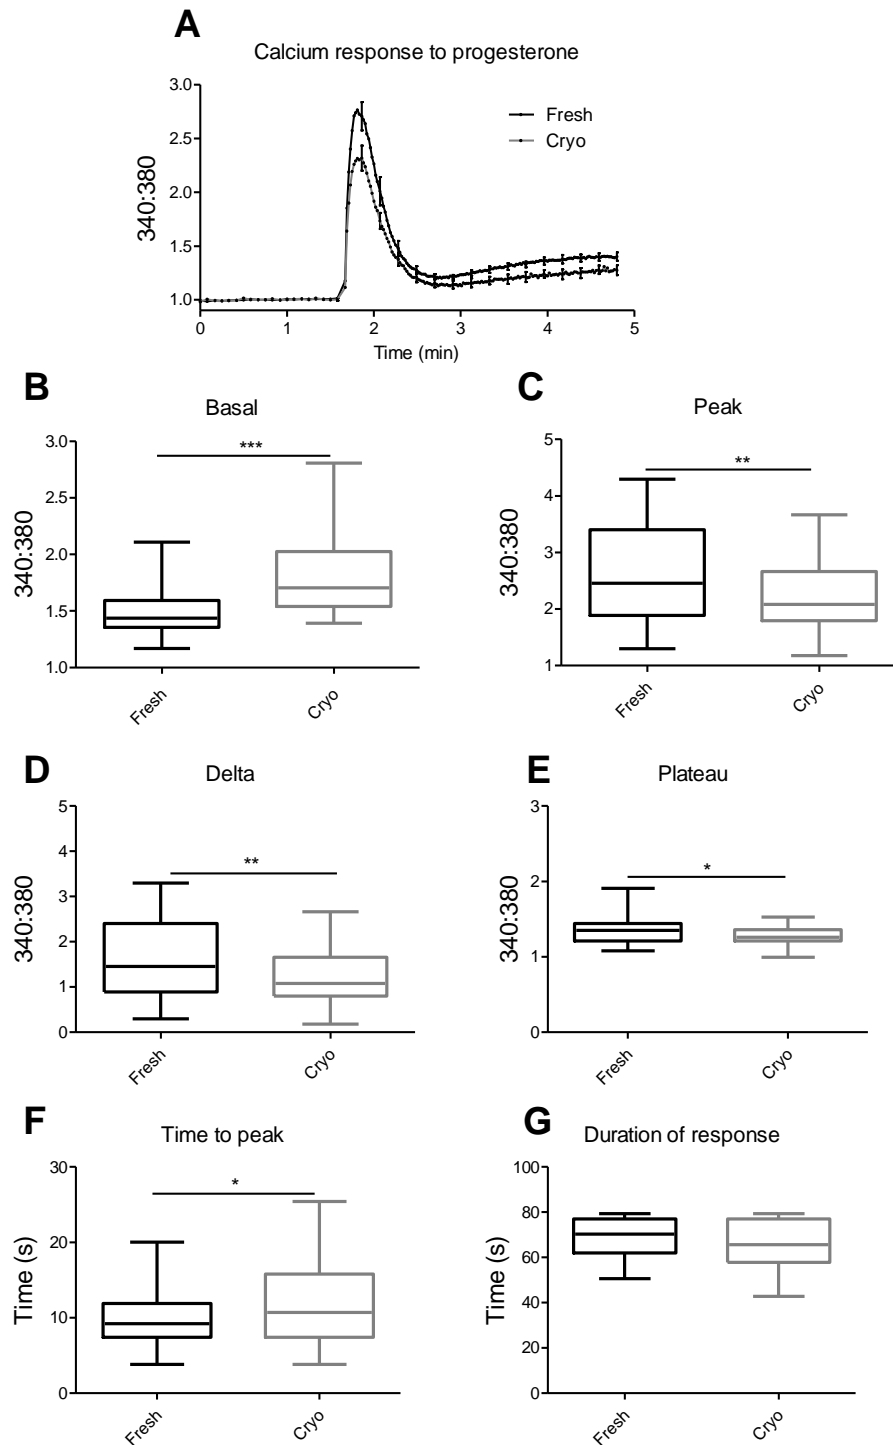 A
Calcium response to progesterone
3.0
2.5
2.0
1.5
1.0
340:380
Fresh
Cryo
0 1 2 3 4 5
Time (min)
B
Basal
***
3.0
2.5
2.0
1.5
1.0
340:380
Fresh
Cryo
C
Peak
**
5
4
3
2
1
340:380
Fresh
Cryo
D
Delta
**
5
4
3
2
1
0
340:380
Fresh
Cryo
E
Plateau
*
3
2
1
0
340:380
Fresh
Cryo
F
Time to peak
*
30
20
10
0
Time (s)
Fresh
Cryo
G
Duration of response
100
80
60
40
20
0
Time (s)
Fresh
Cryo